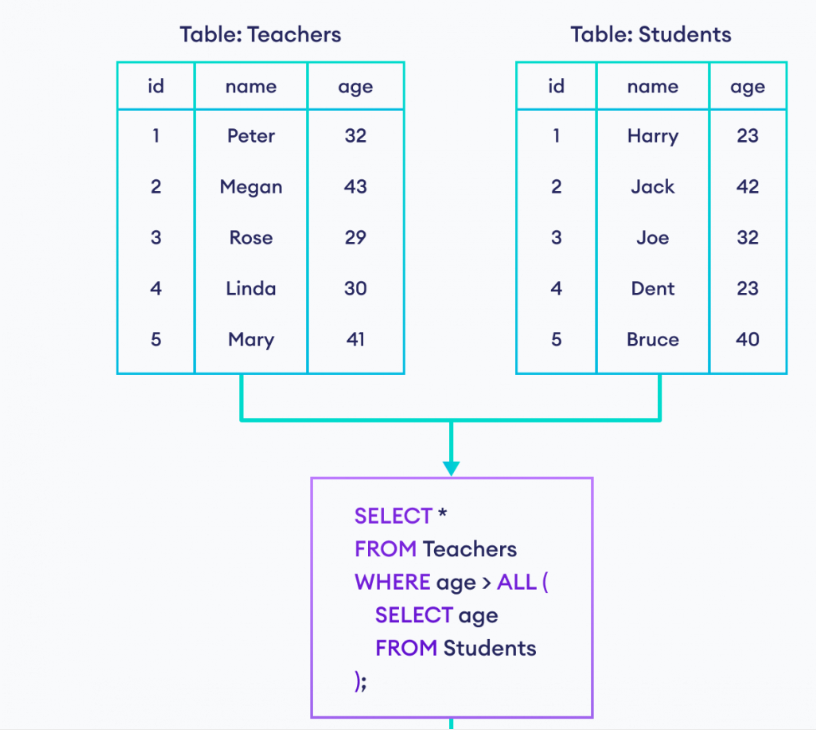 Table: Teachers
id name age
1 Peter 32
2 Megan 43
3 Rose 29
4 Linda 30
5 Mary 41
Table: Students
id name age
1 Harry 23
2 Jack 42
3 Joe 32
4 Dent 23
5 Bruce 40
SELECT *
FROM Teachers
WHERE age > ALL (
SELECT age
FROM Students
);